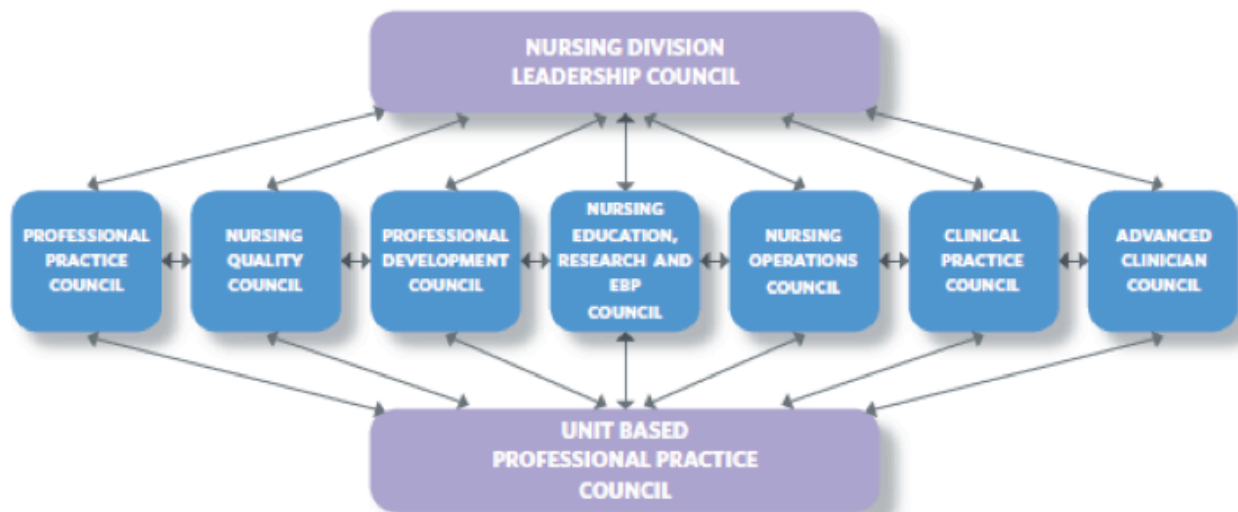 NURSING DIVISION
LEADERSHIP COUNCIL
PROFESSIONAL
PRACTICE
COUNCIL
NURSING
QUALITY
COUNCIL
PROFESSIONAL
DEVELOPMENT
COUNCIL
NURSING
EDUCATION,
RESEARCH AND
EBP
COUNCIL
NURSING
OPERATIONS
COUNCIL
CLINICAL
PRACTICE
COUNCIL
ADVANCED
CLINICIAN
COUNCIL
UNIT BASED
PROFESSIONAL PRACTICE
COUNCIL